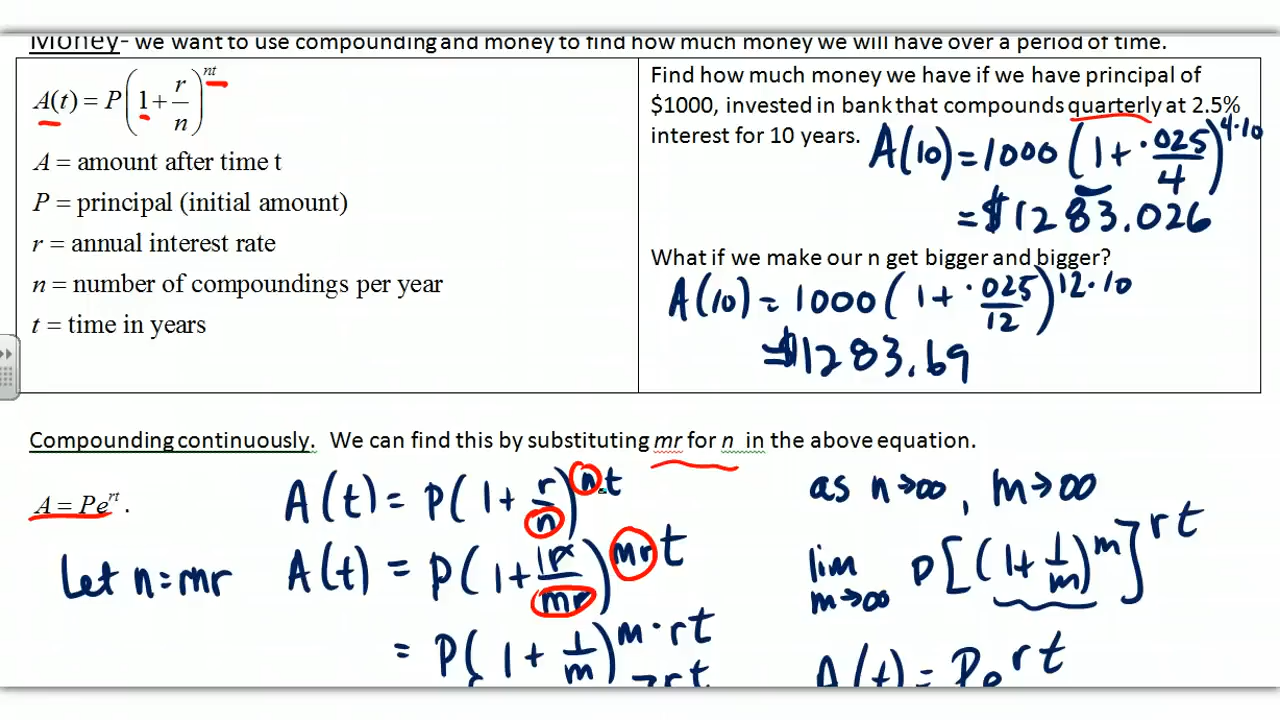 Money- we want to use compounding and money to find how much money we will have over a period of time.
A(t) = P(1 + r/n)^nt
A = amount after time t
P = principal (initial amount)
r = annual interest rate
n = number of compoundings per year
t = time in years
Find how much money we have if we have principal of
$1000, invested in bank that compounds quarterly at 2.5%
interest for 10 years.
A(10) = 1000 (1 + .025/4)^4·10
= $1283.026
What if we make our n get bigger and bigger?
A(10) = 1000 (1 + .025/12)^12·10
= $1283.69
Compounding continuously. We can find this by substituting mr for n in the above equation.
A = Pe^rt.
Let n = mr
A(t) = P(1 + r/n)^n·t
A(t) = P(1 + 1r/mr)^mr t
= P(1 + 1/m)^m·rt
as n→∞, m→∞
lim m→∞ P[(1 + 1/m)^m]^rt
A(t) = Pe^rt